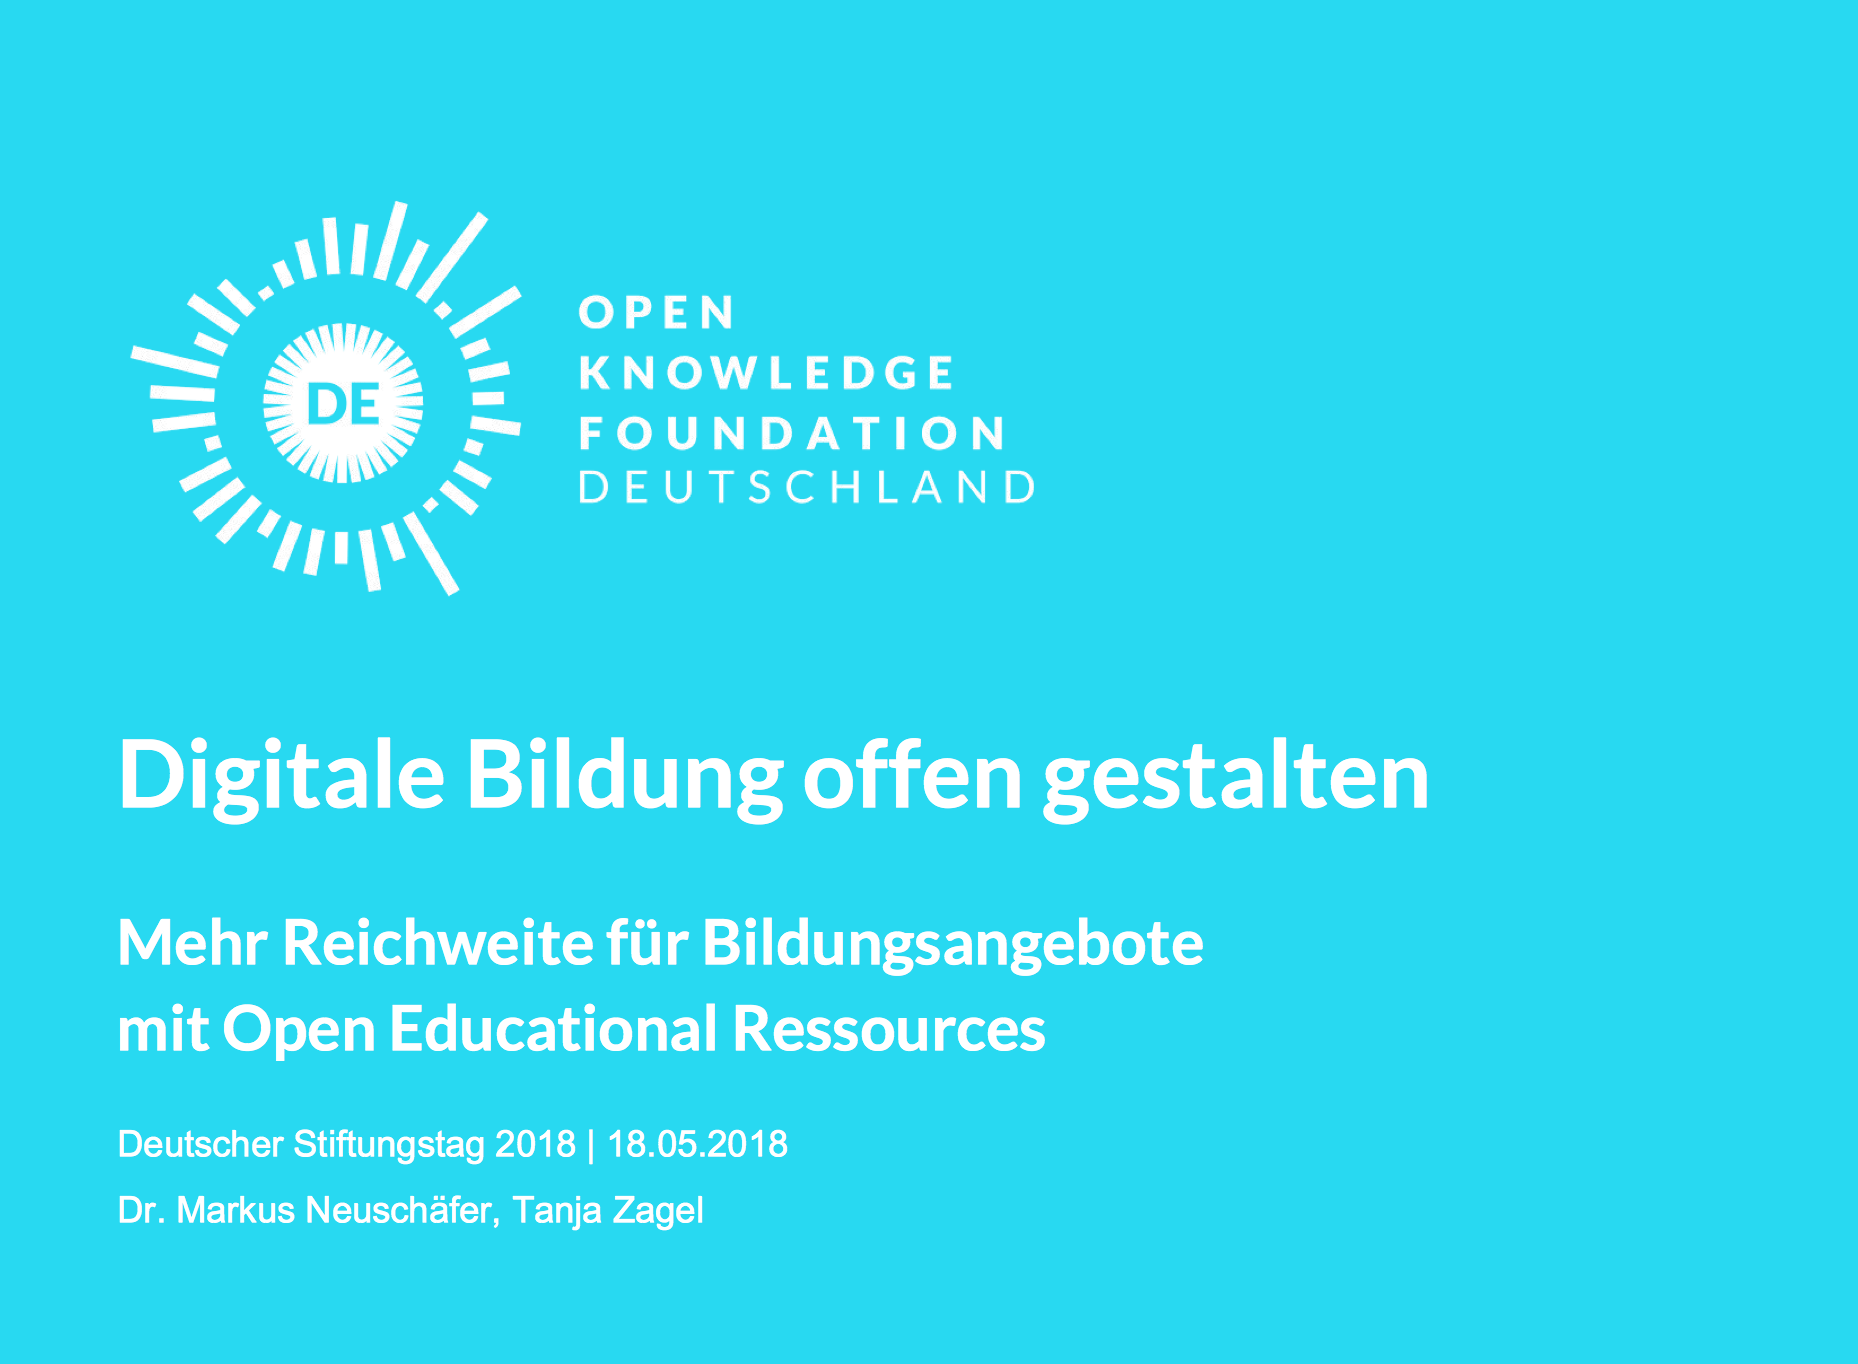 DE
OPEN
KNOWLEDGE
FOUNDATION
DEUTSCHLAND
Digitale Bildung offen gestalten
Mehr Reichweite für Bildungsangebote
mit Open Educational Ressources
Deutscher Stiftungstag 2018 | 18.05.2018
Dr. Markus Neuschäfer, Tanja Zagel